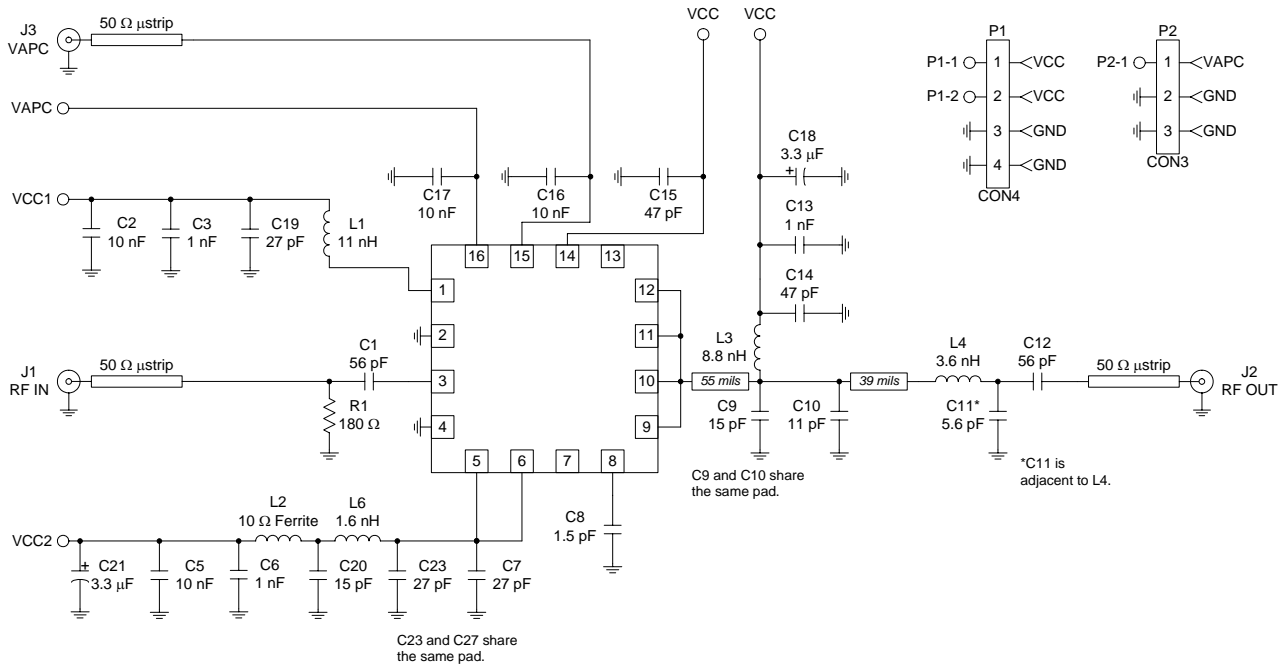 J3
VAPC
50 Ω µstrip
VCC
VCC
P1
P1-1
1
VCC
P1-2
2
VCC
3
GND
4
GND
CON4
P2
P2-1
1
VAPC
2
GND
3
GND
CON3
VAPC
C17
10 nF
C16
10 nF
C15
47 pF
C18
3.3 µF
+
C13
1 nF
C14
47 pF
VCC1
C2
10 nF
C3
1 nF
C19
27 pF
L1
11 nH
16
15
14
13
1
2
3
4
12
11
10
9
5
6
7
8
J1
RF IN
50 Ω µstrip
C1
56 pF
R1
180 Ω
L3
8.8 nH
55 mils
C9
15 pF
C10
11 pF
39 mils
L4
3.6 nH
C12
56 pF
C11*
5.6 pF
50 Ω µstrip
J2
RF OUT
C9 and C10 share
the same pad.
*C11 is
adjacent to L4.
VCC2
+
C21
3.3 µF
C5
10 nF
L2
10 Ω Ferrite
C6
1 nF
L6
1.6 nH
C20
15 pF
C23
27 pF
C7
27 pF
C8
1.5 pF
C23 and C27 share
the same pad.